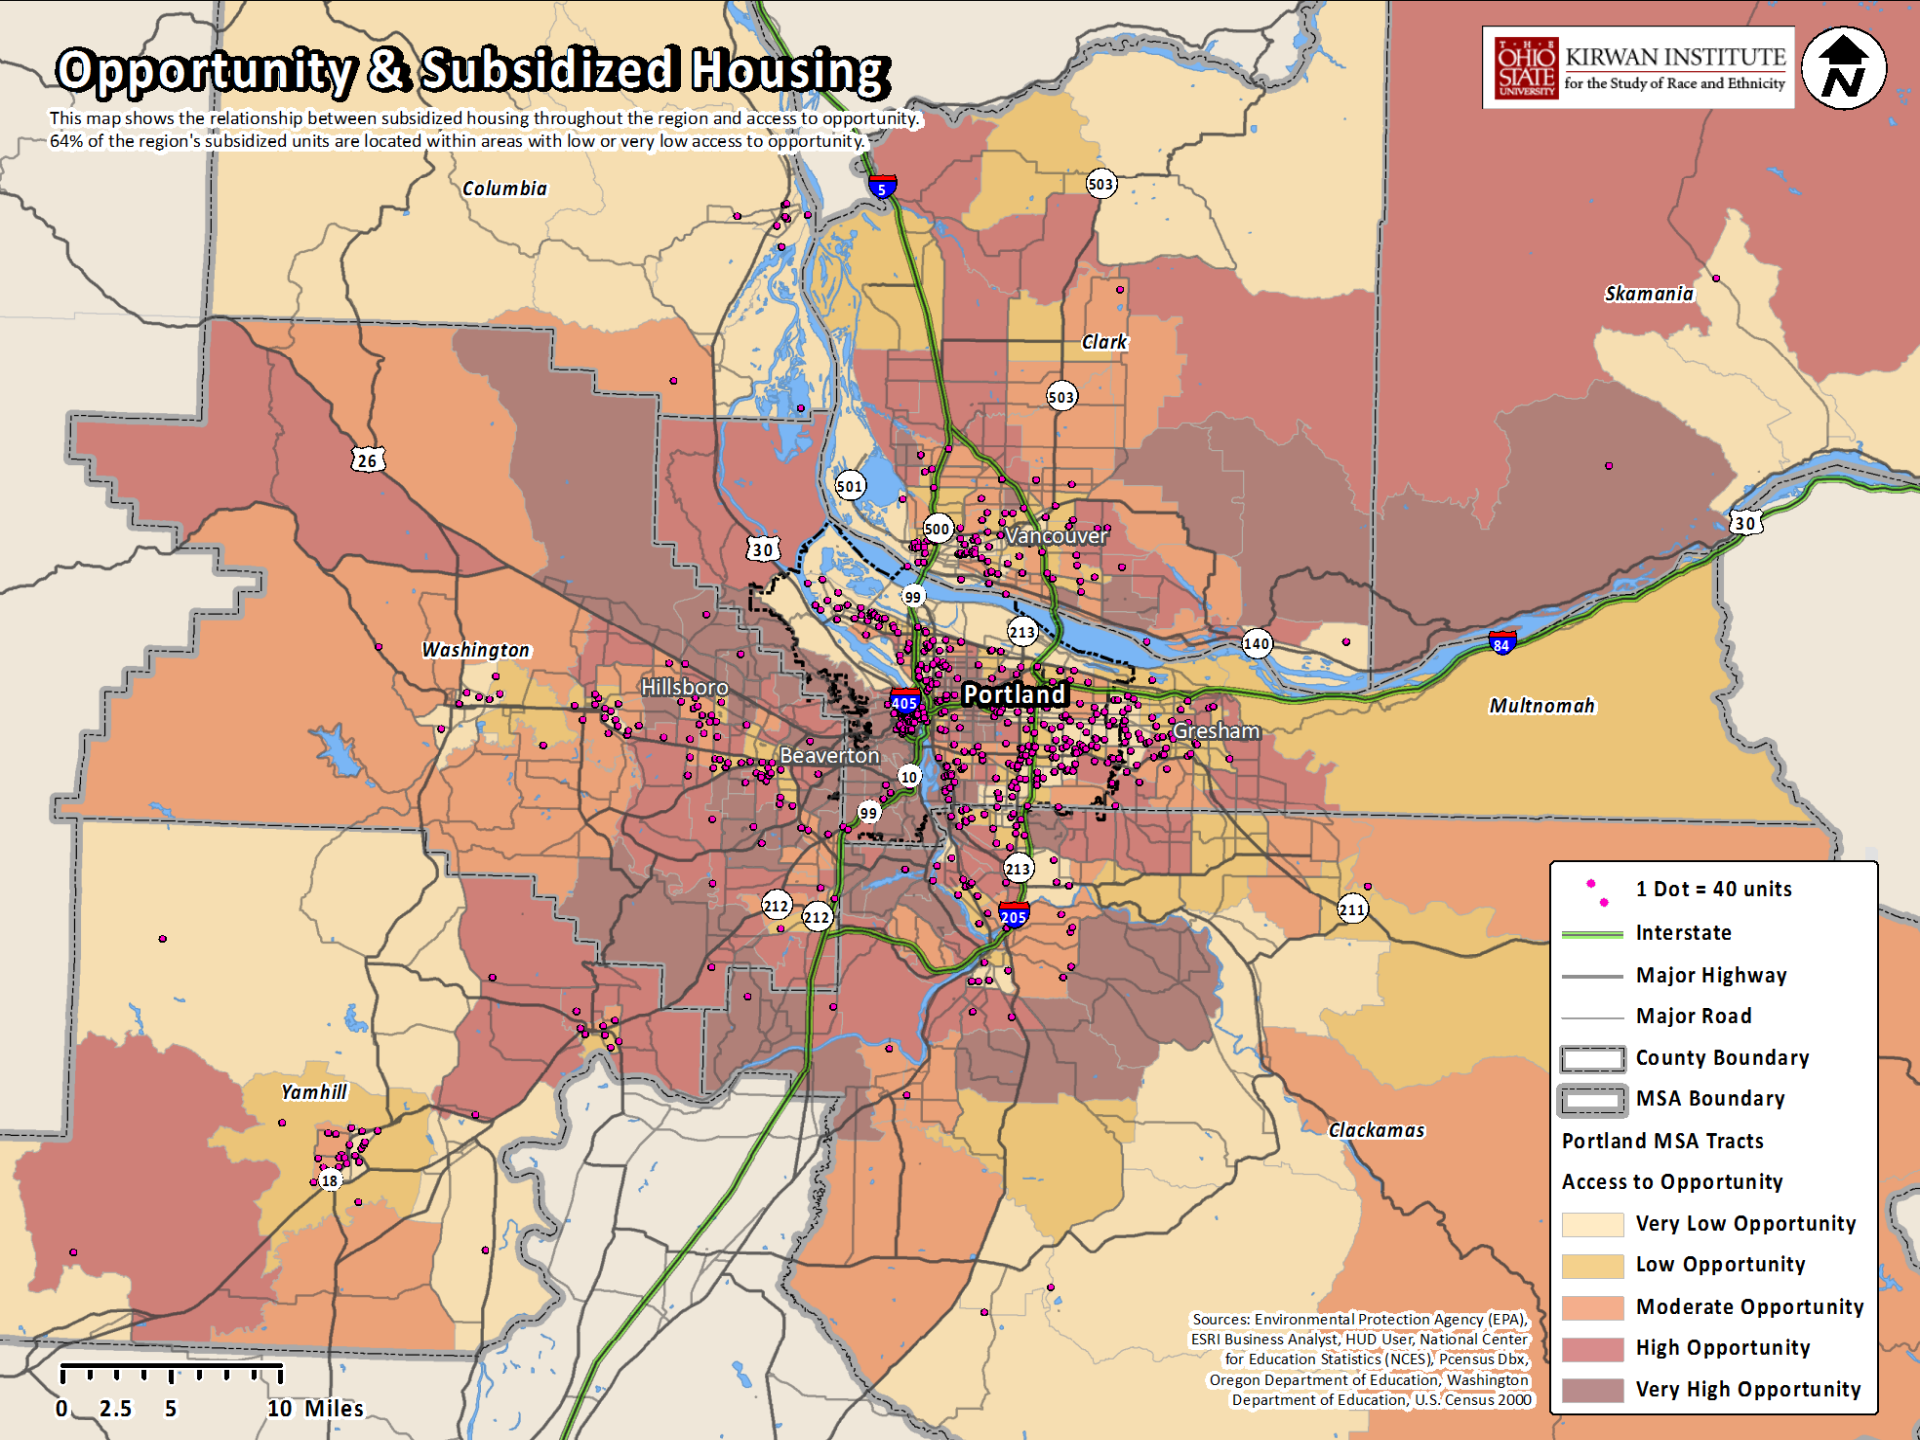 Opportunity & Subsidized Housing
This map shows the relationship between subsidized housing throughout the region and access to opportunity.
64% of the region's subsidized units are located within areas with low or very low access to opportunity.
T · H · E
OHIO
STATE
UNIVERSITY
KIRWAN INSTITUTE
for the Study of Race and Ethnicity
N
Columbia
5
503
Skamania
Clark
503
26
501
30
500
Vancouver
30
99
213
140
84
Washington
Hillsboro
405
Portland
Multnomah
Gresham
Beaverton
10
99
213
212
212
205
211
Yamhill
18
Clackamas
1 Dot = 40 units
Interstate
Major Highway
Major Road
County Boundary
MSA Boundary
Portland MSA Tracts
Access to Opportunity
Very Low Opportunity
Low Opportunity
Moderate Opportunity
High Opportunity
Very High Opportunity
Sources: Environmental Protection Agency (EPA),
ESRI Business Analyst, HUD User, National Center
for Education Statistics (NCES), Pcensus Dbx,
Oregon Department of Education, Washington
Department of Education, U.S. Census 2000
0 2.5 5 10 Miles